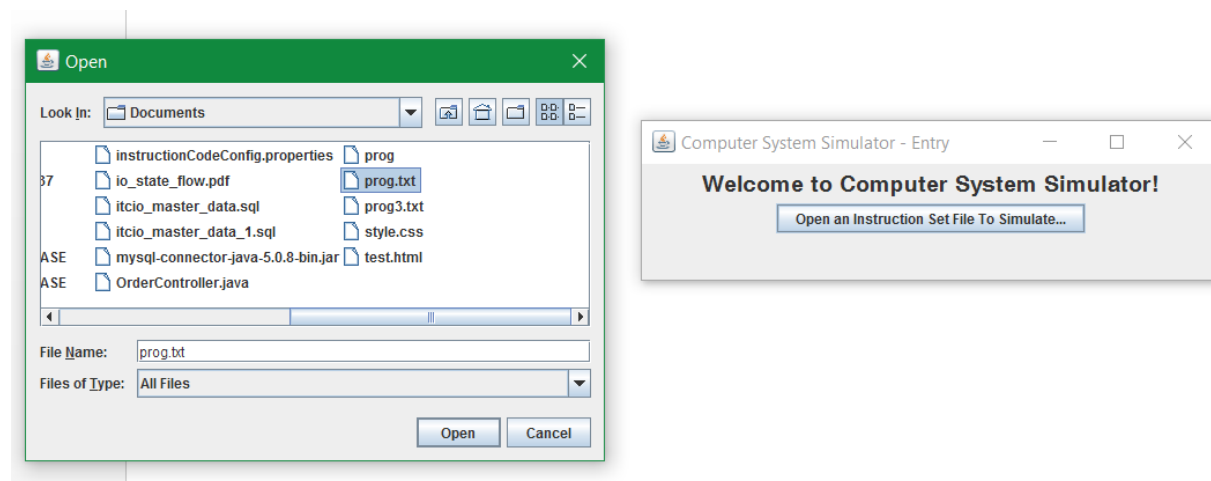 Open
Look In: Documents
instructionCodeConfig.properties prog
37 io_state_flow.pdf prog.txt
itcio_master_data.sql prog3.txt
itcio_master_data_1.sql style.css
ASE mysql-connector-java-5.0.8-bin.jar test.html
ASE OrderController.java
File Name: prog.txt
Files of Type: All Files
Open Cancel
Computer System Simulator - Entry
Welcome to Computer System Simulator!
Open an Instruction Set File To Simulate...